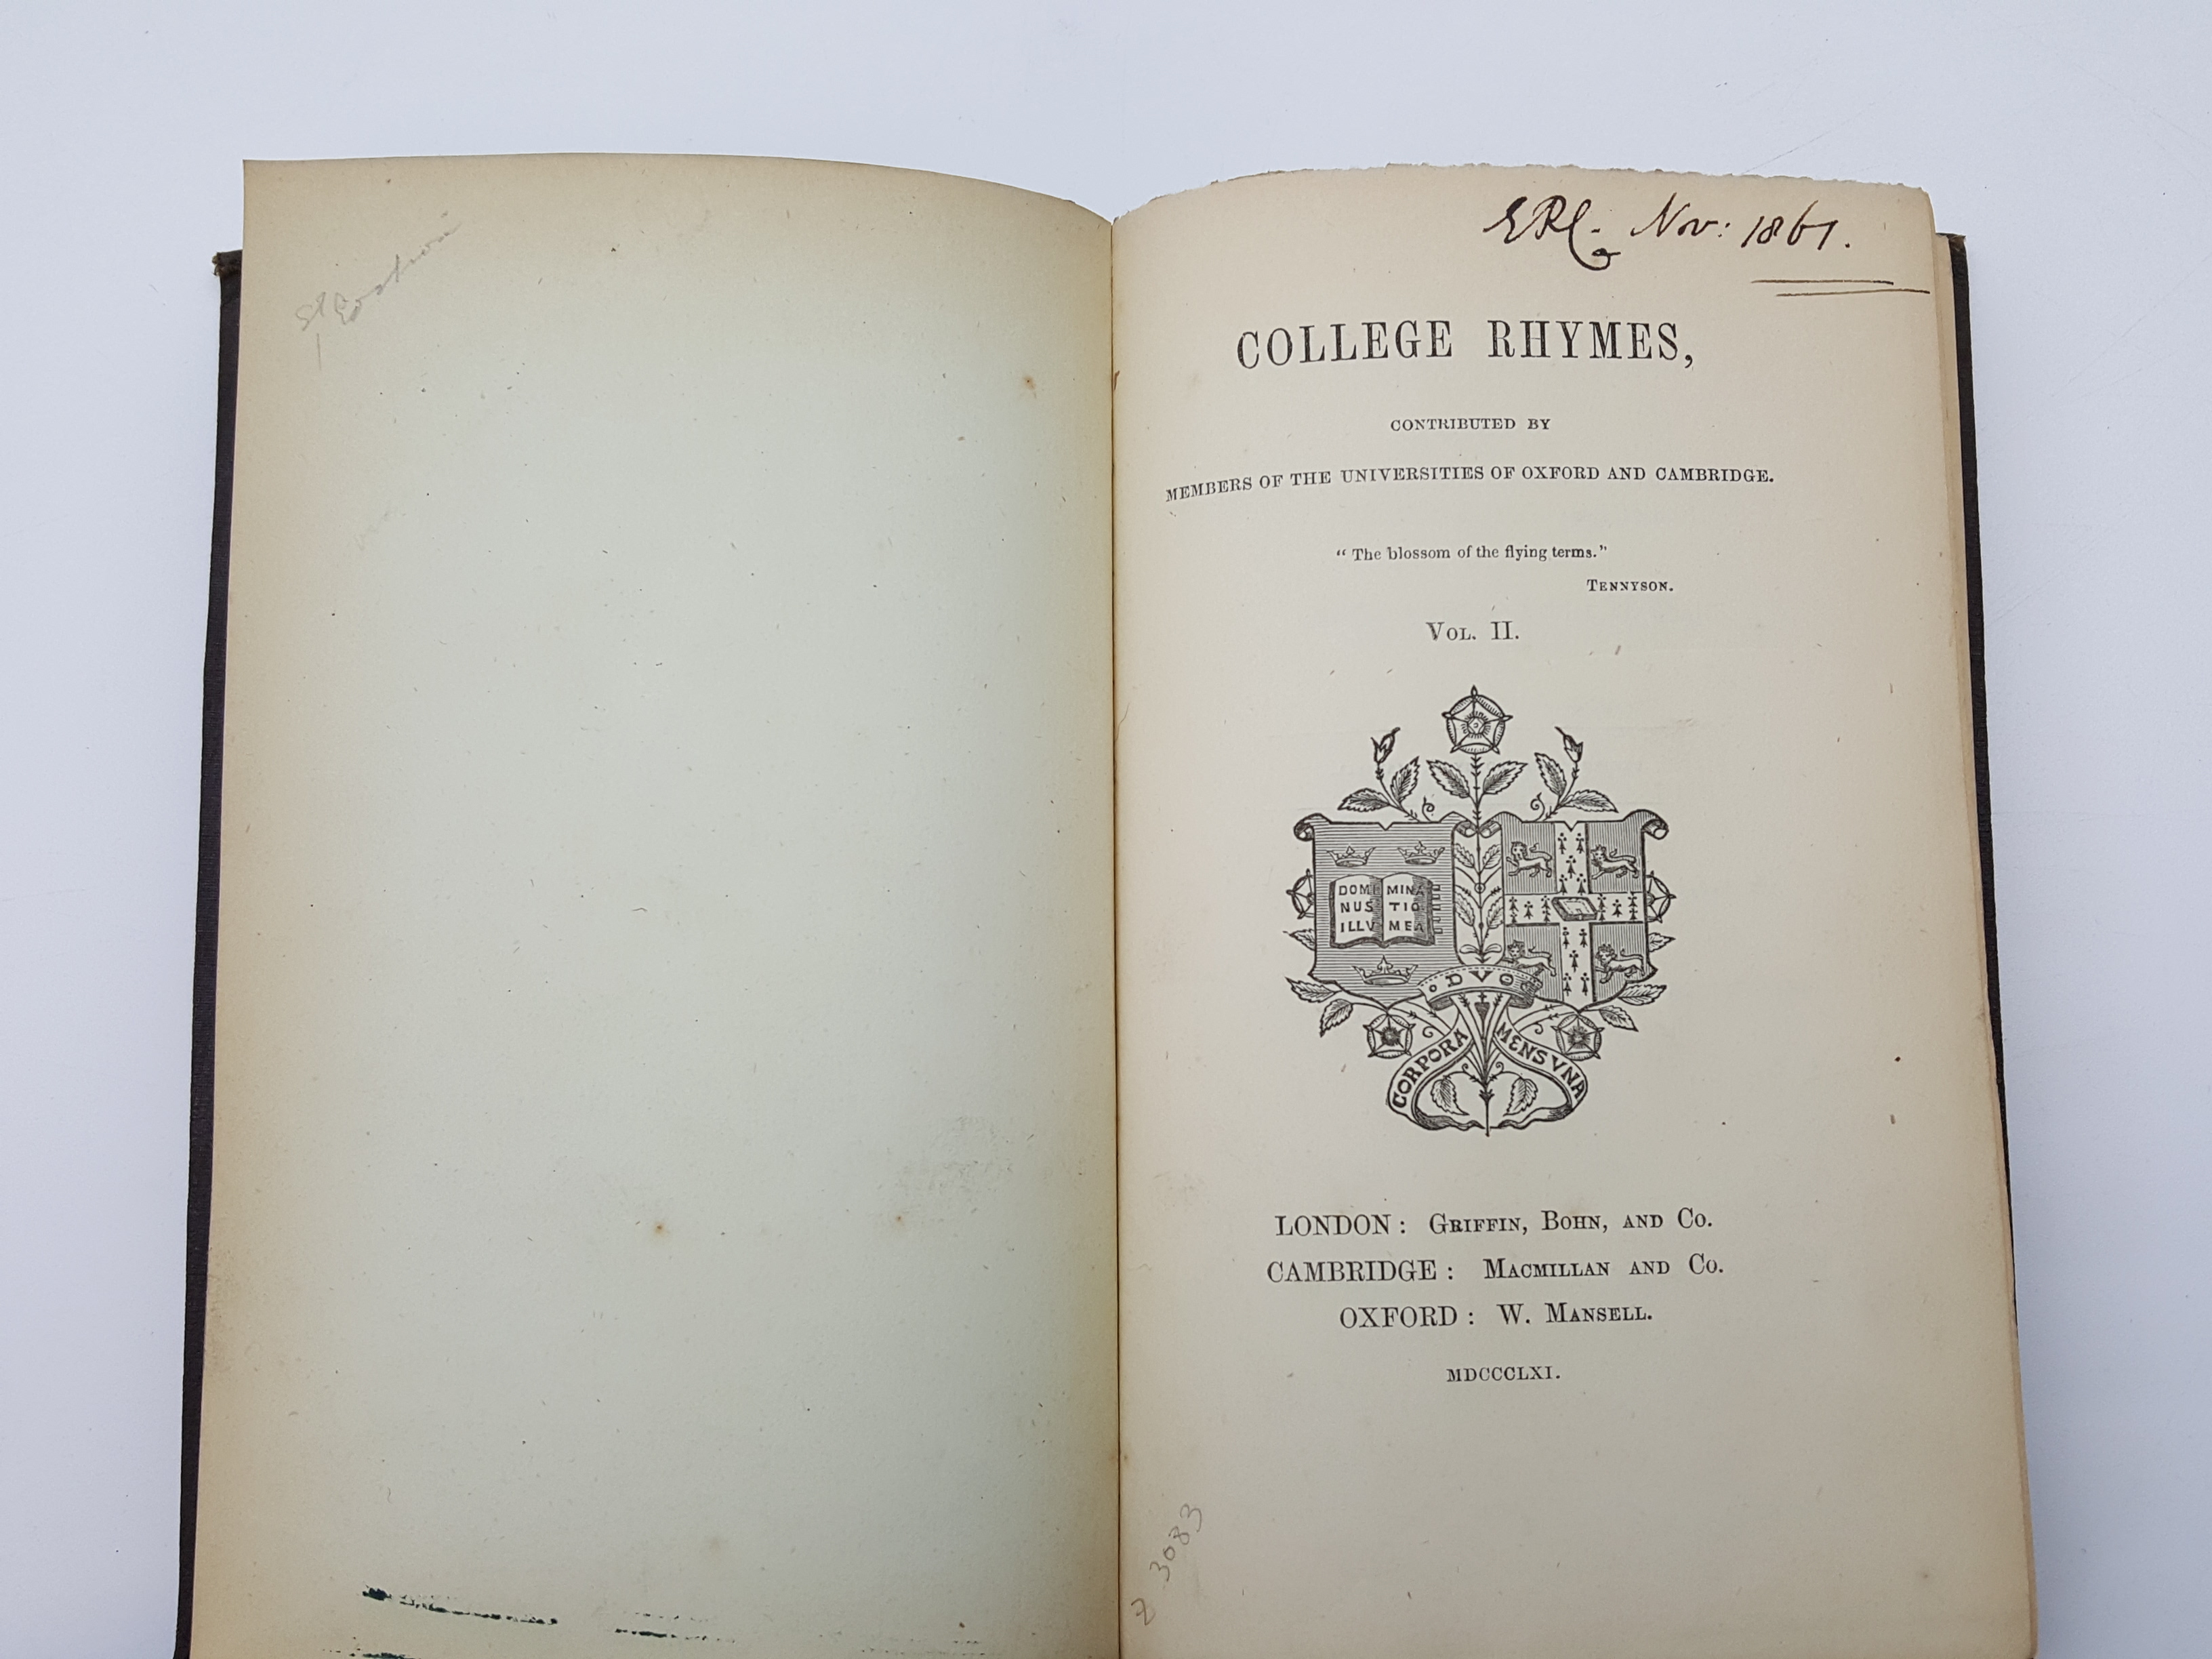 Nov: 1861.
COLLEGE RHYMES,
CONTRIBUTED BY
MEMBERS OF THE UNIVERSITIES OF OXFORD AND CAMBRIDGE.
“ The blossom of the flying terms.”
TENNYSON.
VOL. II.
DOMI MINA
NUS TIO
ILLV MEA
DVO
CORPORA MENS VNA
LONDON : GRIFFIN, BOHN, AND CO.
CAMBRIDGE : MACMILLAN AND CO.
OXFORD : W. MANSELL.
MDCCCLXI.
Z 3083